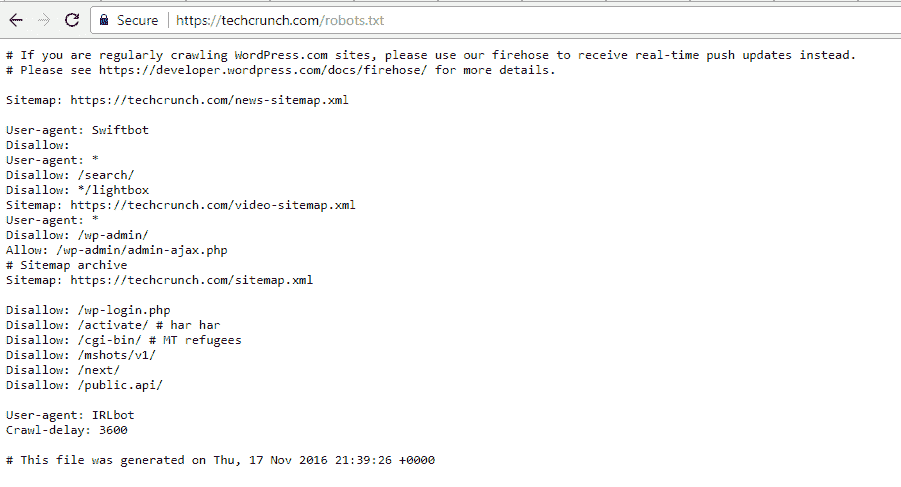 Secure https://techcrunch.com/robots.txt
# If you are regularly crawling WordPress.com sites, please use our firehose to receive real-time push updates instead.
# Please see https://developer.wordpress.com/docs/firehose/ for more details.
Sitemap: https://techcrunch.com/news-sitemap.xml
User-agent: Swiftbot
Disallow:
User-agent: *
Disallow: /search/
Disallow: */lightbox
Sitemap: https://techcrunch.com/video-sitemap.xml
User-agent: *
Disallow: /wp-admin/
Allow: /wp-admin/admin-ajax.php
# Sitemap archive
Sitemap: https://techcrunch.com/sitemap.xml
Disallow: /wp-login.php
Disallow: /activate/ # har har
Disallow: /cgi-bin/ # MT refugees
Disallow: /mshots/v1/
Disallow: /next/
Disallow: /public.api/
User-agent: IRLbot
Crawl-delay: 3600
# This file was generated on Thu, 17 Nov 2016 21:39:26 +0000